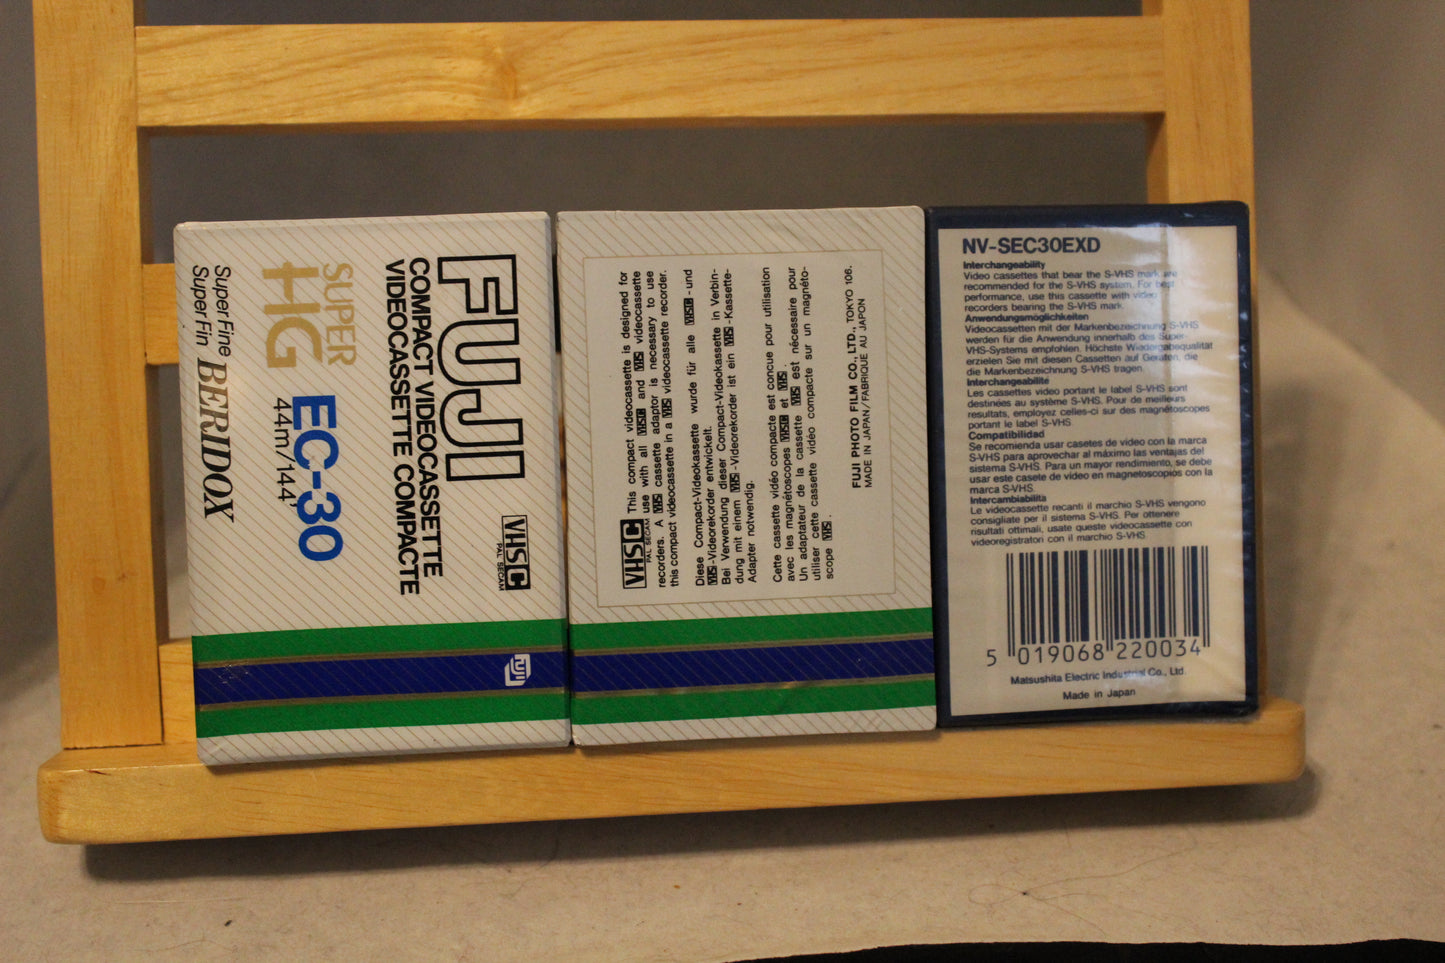 FUJI
COMPACT VIDEOCASSETTE
VIDEOCASSETTE COMPACTE
VHSC
PAL SECAM
SUPER
HG
EC-30
44m/144'
Super Fine
Super Fin
BERIDOX
FUJI
VHSC
PAL SECAM
This compact videocassette is designed for
use with all VHSC and VHS videocassette
recorders. A VHS cassette adaptor is necessary to use
this compact videocassette in a VHS videocassette recorder.
Diese Compact-Videokassette wurde für alle VHSC - und
VHS -Videorekorder entwickelt.
Bei Verwendung dieser Compact-Videokassette in Verbin-
dung mit einem VHS -Videorekorder ist ein VHS -Kassette-
Adapter notwendig.
Cette cassette vidéo compacte est concue pour utilisation
avec les magnétoscopes VHSC et VHS.
Un adaptateur de la cassette VHS est nécessaire pour
utiliser cette cassette vidéo compacte sur un magnéto-
scope VHS.
FUJI PHOTO FILM CO., LTD., TOKYO 106.
MADE IN JAPAN/FABRIQUE AU JAPON
NV-SEC30EXD
Interchangeability
Video cassettes that bear the S-VHS mark are
recommended for the S-VHS system. For best
performance, use this cassette with video
recorders bearing the S-VHS mark.
Anwendungsmöglichkeiten
Videocassetten mit der Markenbezeichnung S-VHS
werden für die Anwendung innerhalb des Super-
VHS-Systems empfohlen. Höchste Wiedergabequalität
erzielen Sie mit diesen Cassetten auf Geräten, die
die Markenbezeichnung S-VHS tragen.
Interchangeabilité
Les cassettes video portant le label S-VHS sont
destinées au système S-VHS. Pour de meilleurs
resultats, employez celles-ci sur des magnétoscopes
portant le label S-VHS.
Compatibilidad
Se recomienda usar casetes de video con la marca
S-VHS para aprovechar al máximo las ventajas del
sistema S-VHS. Para un mayor rendimiento, se debe
usar este casete de video en magnetoscopios con la
marca S-VHS
Intercambiabilita
Le videocassette recanti il marchio S-VHS vengono
consigliate per il sistema S-VHS. Per ottenere
risultati ottimali, usate queste videocassette con
videoregistratori con il marchio S-VHS
5 019068 220034
Matsushita Electric Industrial Co., Ltd.
Made in Japan